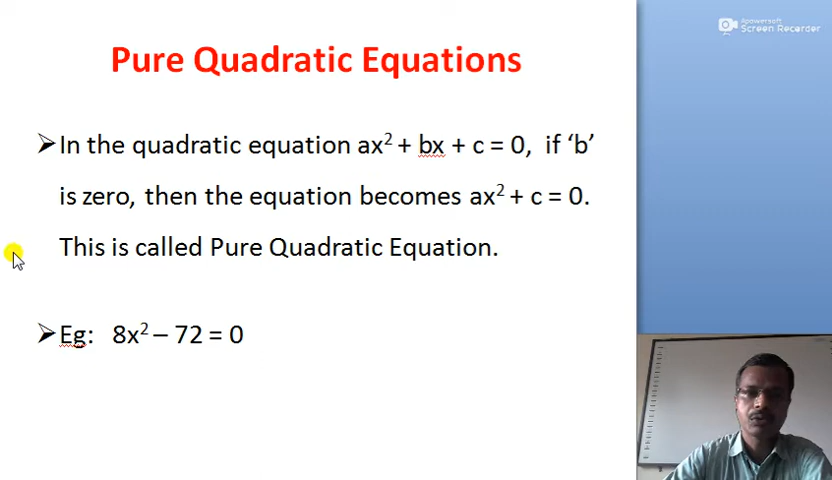 Apowersoft
Screen Recorder
Pure Quadratic Equations
➢In the quadratic equation ax² + bx + c = 0, if ‘b’
is zero, then the equation becomes ax² + c = 0.
This is called Pure Quadratic Equation.
➢Eg: 8x² – 72 = 0